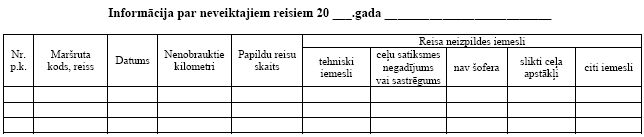 Informācija par neveiktajiem reisiem 20 ___.gada ___________________________
Nr. p.k.
Maršruta kods, reiss
Datums
Nenobrauktie kilometri
Papildu reisu skaits
Reisa neizpildes iemesli
tehniski iemesli
ceļu satiksmes negadījums vai sastrēgums
nav šofera
slikti ceļa apstākļi
citi iemesli